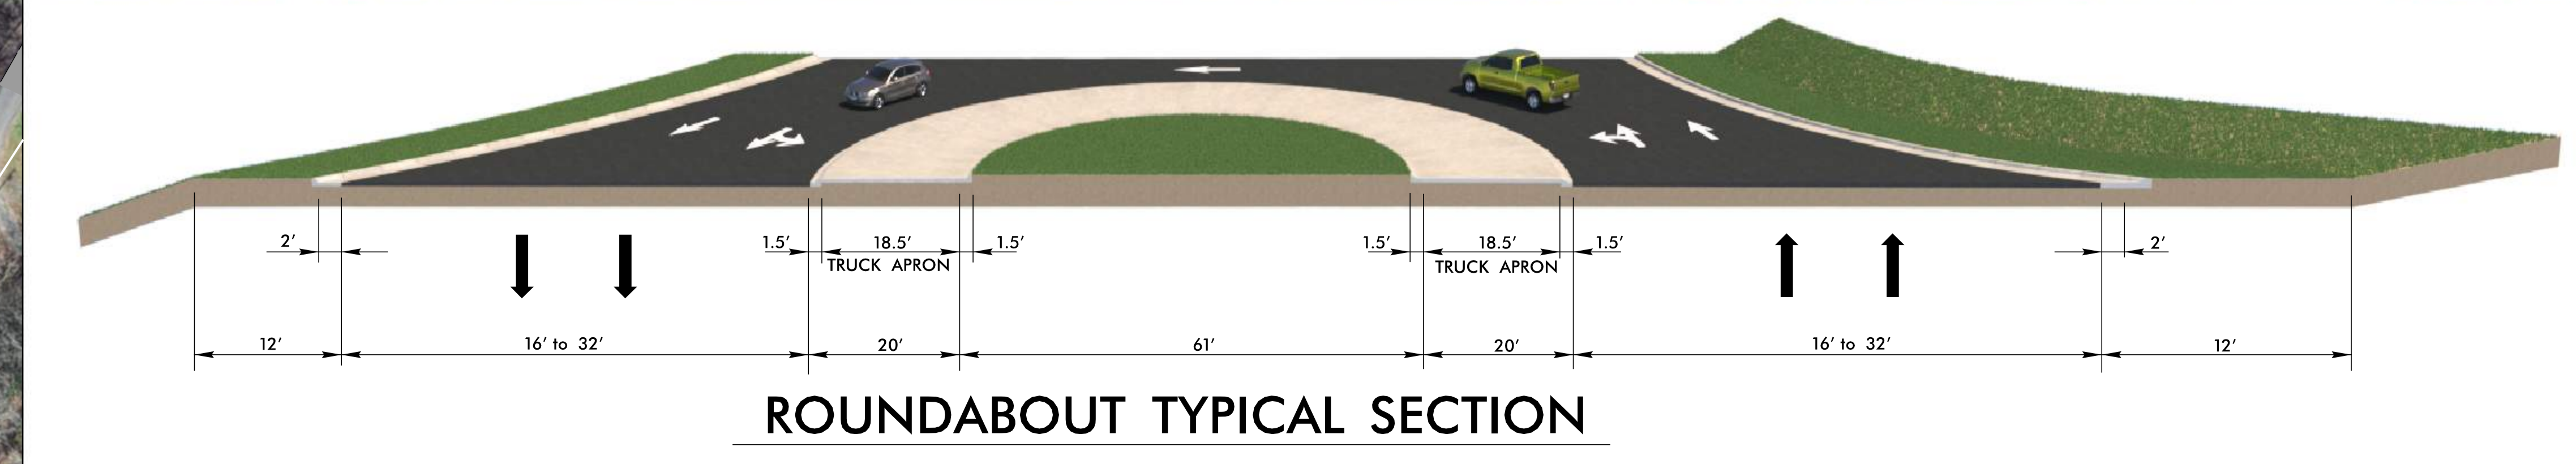 2'
1.5'
18.5'
1.5'
1.5'
18.5'
1.5'
2'
TRUCK APRON
TRUCK APRON
12'
16' to 32'
20'
61'
20'
16' to 32'
12'
ROUNDABOUT TYPICAL SECTION